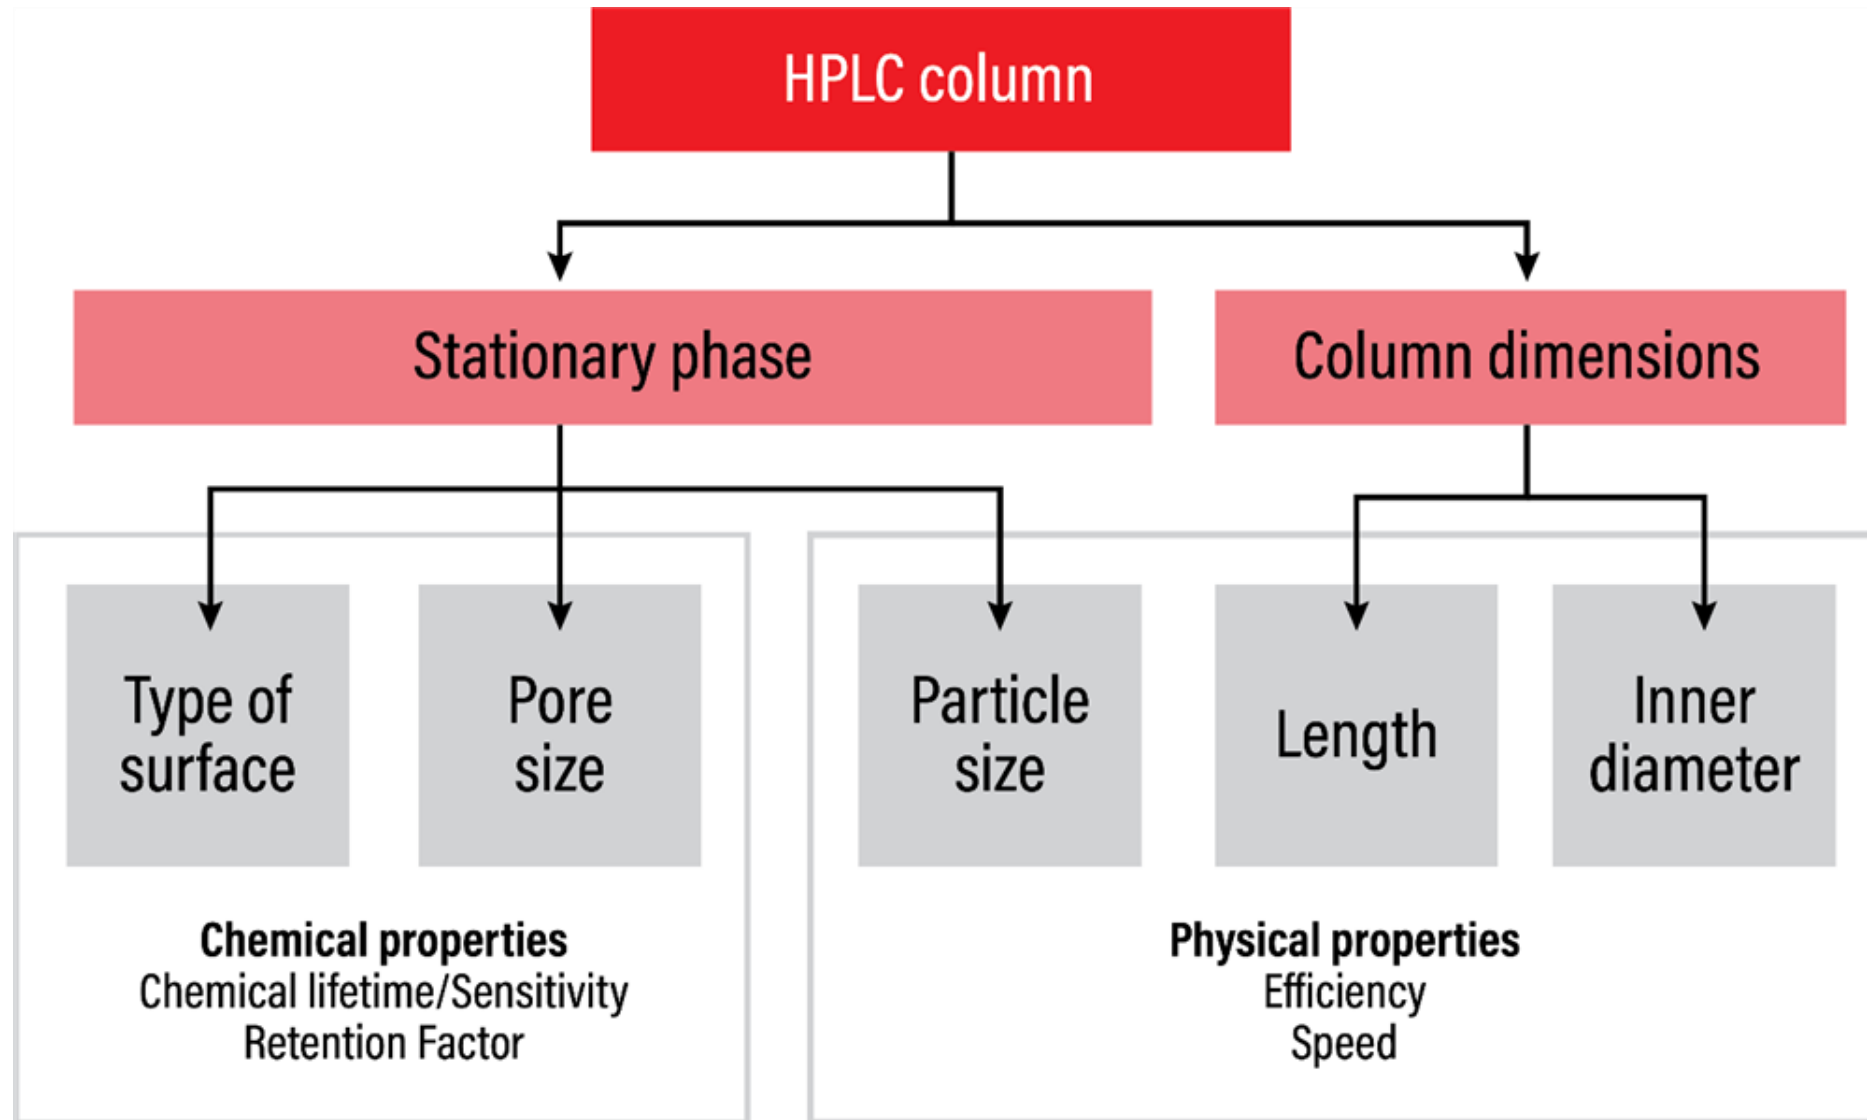 HPLC column
Stationary phase
Column dimensions
Type of
surface
Pore
size
Particle
size
Length
Inner
diameter
Chemical properties
Chemical lifetime/Sensitivity
Retention Factor
Physical properties
Efficiency
Speed